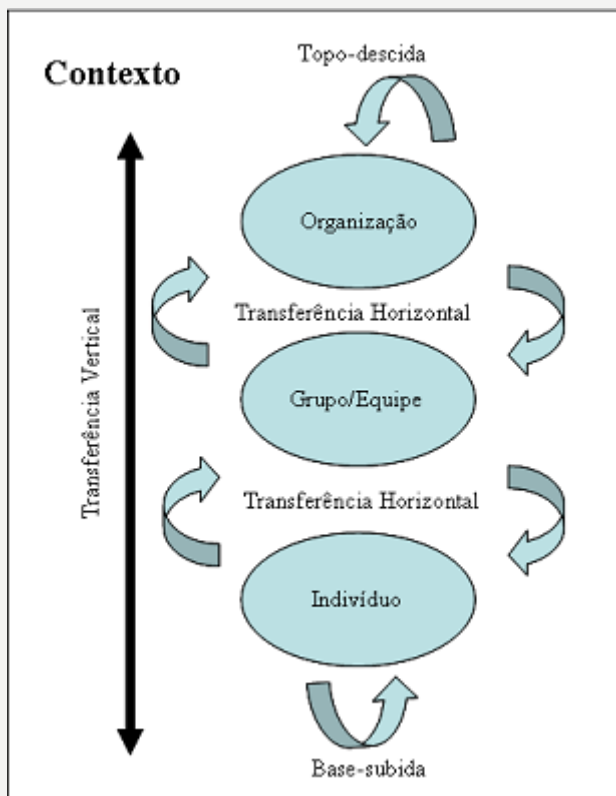 Topo-descida
Contexto
Organização
Transferência Horizontal
Transferência Vertical
Grupo/Equipe
Transferência Horizontal
Indivíduo
Base-subida